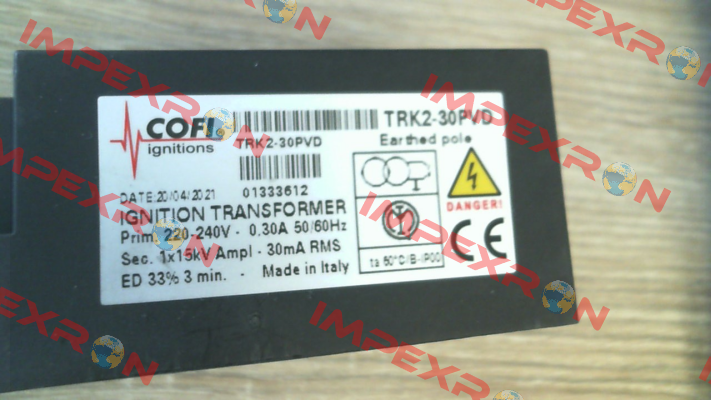 COFI
ignitions
TRK2-30PVD
TRK2-30PVD
Earthed pole
DATE:20/04/2021
01333612
IGNITION TRANSFORMER
Prim. 220-240V - 0,30A 50/60Hz
Sec. 1x15kV Ampl - 30mA RMS
ED 33% 3 min. - Made in Italy
DANGER!
CE
ta 60°C/B-IP00
IMPEXRON
IMPEXRON
IMPEXRON
IMPEXRON
IMPEXRON
IMPEXRON
IMPEXRON
IMPEXRON